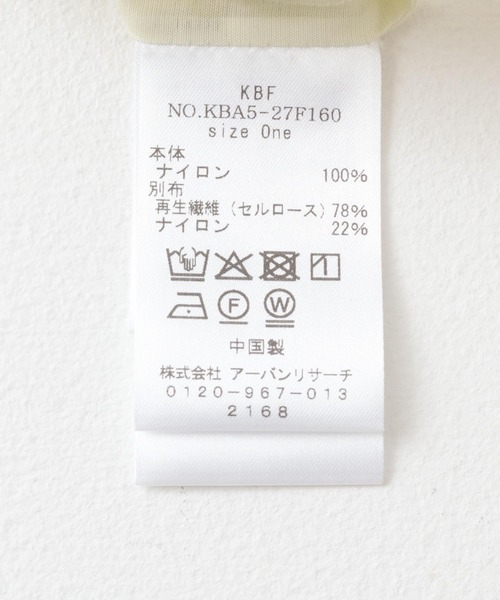 KBF
NO.KBA5-27F160
size One
本体
ナイロン 100%
別布
再生繊維(セルロース) 78%
ナイロン 22%
F W
中国製
株式会社 アーバンリサーチ
0120-967-013
2168